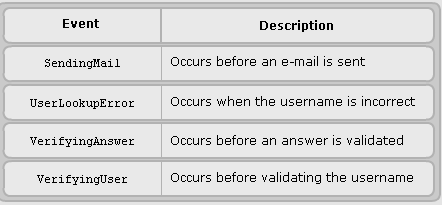 Event Description
SendingMail Occurs before an e-mail is sent
UserLookupError Occurs when the username is incorrect
VerifyingAnswer Occurs before an answer is validated
VerifyingUser Occurs before validating the username